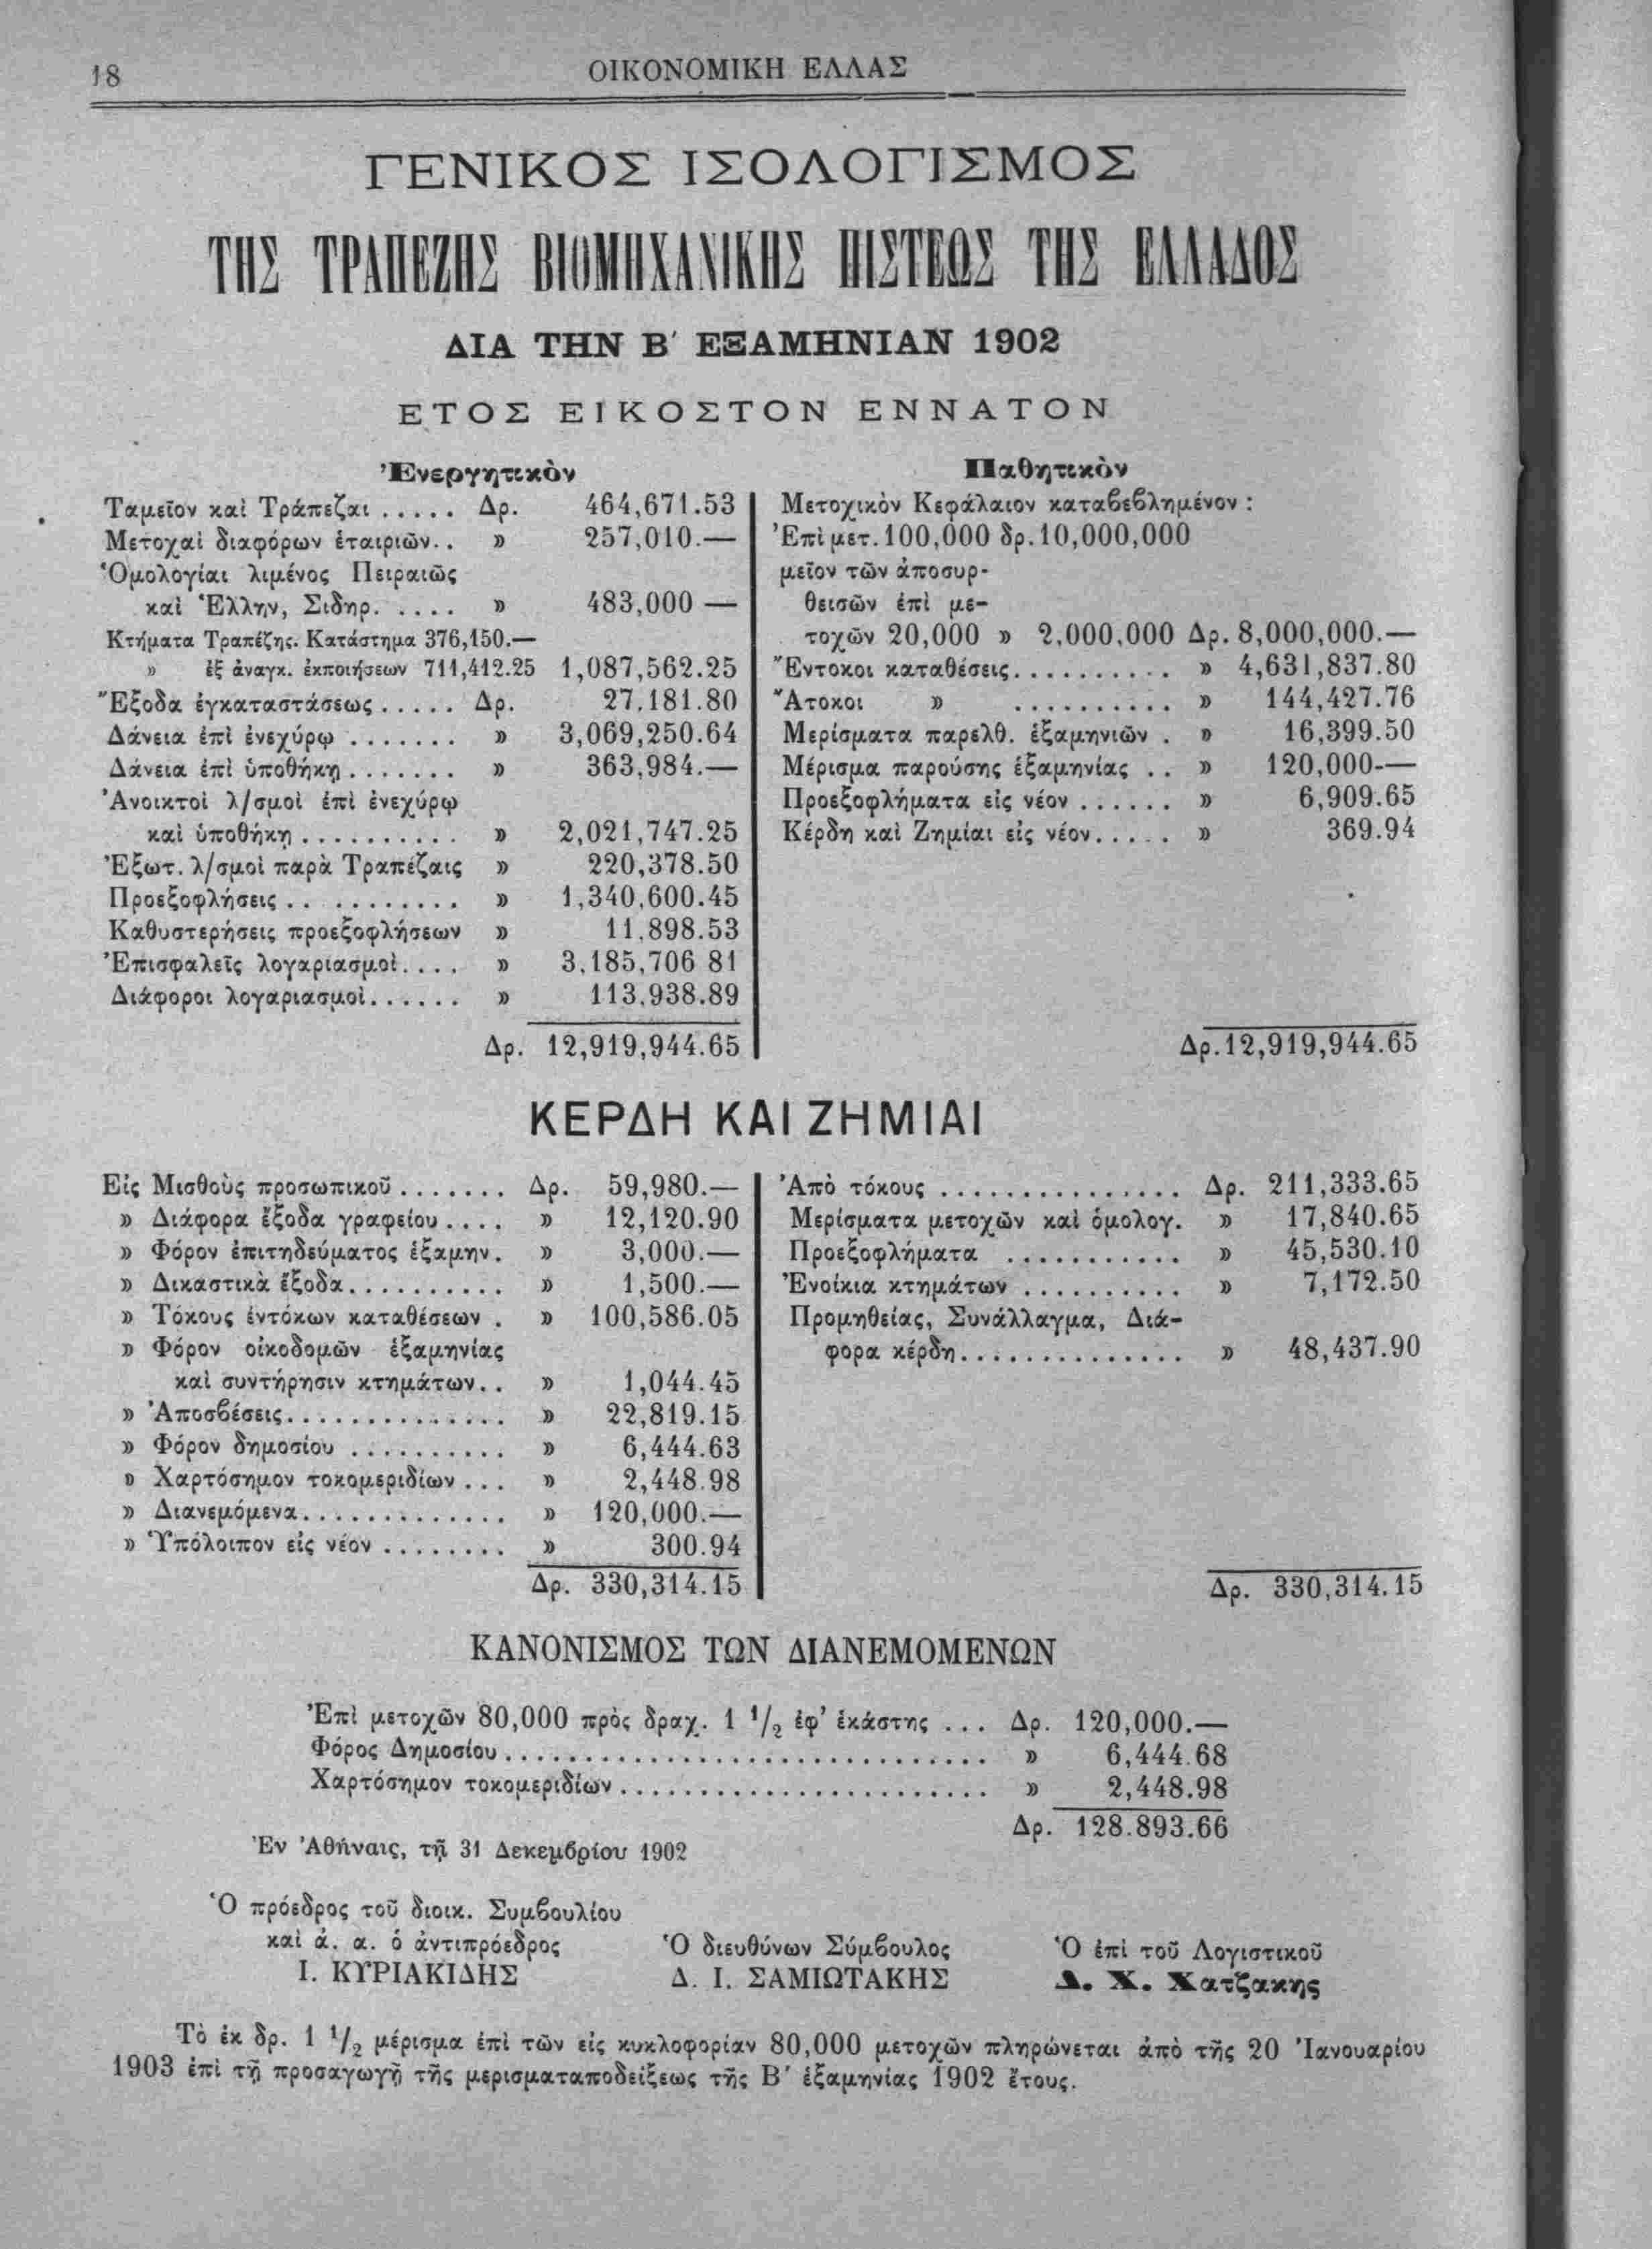 18
ΟΙΚΟΝΟΜΙΚΗ ΕΛΛΑΣ
ΓΕΝΙΚΟΣ ΙΣΟΛΟΓΙΣΜΟΣ
ΤΗΣ ΤΡΑΠΕΖΗΣ ΒΙΟΜΗΧΑΝΙΚΗΣ ΠΙΣΤΕΩΣ ΤΗΣ ΕΛΛΑΔΟΣ
ΔΙΑ ΤΗΝ Β΄ ΕΞΑΜΗΝΙΑΝ 1902
ΕΤΟΣ ΕΙΚΟΣΤΟΝ ΕΝΝΑΤΟΝ
Ἐνεργητικὸν
Ταμεῖον καὶ Τράπεζαι ..... Δρ. 464,671.53
Μετοχαὶ διαφόρων ἑταιριῶν.. » 257,010.—
Ὁμολογίαι λιμένος Πειραιῶς
καὶ Ἑλλην, Σιδηρ. .... » 483,000 —
Κτήματα Τραπέζης. Κατάστημα 376,150.—
» ἐξ ἀναγκ. ἐκποιήσεων 711,412.25 1,087,562.25
Ἔξοδα ἐγκαταστάσεως ..... Δρ. 27.181.80
Δάνεια ἐπὶ ἐνεχύρῳ ....... » 3,069,250.64
Δάνεια ἐπὶ ὑποθήκῃ ....... » 363,984.—
Ἀνοικτοὶ λ/σμοὶ ἐπὶ ἐνεχύρῳ
καὶ ὑποθήκῃ .......... » 2,021,747.25
Ἐξωτ. λ/σμοὶ παρὰ Τραπέζαις » 220,378.50
Προεξοφλήσεις .. ........ » 1,340,600.45
Καθυστερήσεις προεξοφλήσεων » 11.898.53
Ἐπισφαλεῖς λογαριασμοὶ.... » 3,185,706 81
Διάφοροι λογαριασμοὶ...... » 113.938.89
Δρ. 12,919,944.65
Παθητικὸν
Μετοχικὸν Κεφάλαιον καταβεβλημένον :
Ἐπὶ μετ. 100,000 δρ. 10,000,000
μεῖον τῶν ἀποσυρ-
θεισῶν ἐπὶ με-
τοχῶν 20,000 » 2,000,000 Δρ. 8,000,000.—
Ἔντοκοι καταθέσεις.......... » 4,631,837.80
Ἄτοκοι » .......... » 144,427.76
Μερίσματα παρελθ. ἑξαμηνιῶν . » 16,399.50
Μέρισμα παρούσης ἑξαμηνίας .. » 120,000-—
Προεξοφλήματα εἰς νέον ...... » 6,909.65
Κέρδη καὶ Ζημίαι εἰς νέον..... » 369.94
Δρ. 12,919,944.65
ΚΕΡΔΗ ΚΑΙ ΖΗΜΙΑΙ
Εἰς Μισθοὺς προσωπικοῦ ....... Δρ. 59,980.—
» Διάφορα ἔξοδα γραφείου .... » 12,120.90
» Φόρον ἐπιτηδεύματος ἑξαμην. » 3,000.—
» Δικαστικὰ ἔξοδα.......... » 1,500.—
» Τόκους ἐντόκων καταθέσεων . » 100,586.05
» Φόρον οἰκοδομῶν ἑξαμηνίας
καὶ συντήρησιν κτημάτων.. » 1,044.45
» Ἀποσβέσεις.............. » 22,819.15
» Φόρον δημοσίου .......... » 6,444.63
» Χαρτόσημον τοκομεριδίων ... » 2,448.98
» Διανεμόμενα............. » 120,000.—
» Ὑπόλοιπον εἰς νέον ........ » 300.94
Δρ. 330,314.15
Ἀπὸ τόκους ............... Δρ. 211,333.65
Μερίσματα μετοχῶν καὶ ὁμολογ. » 17,840.65
Προεξοφλήματα ........... » 45,530.10
Ἐνοίκια κτημάτων .......... » 7,172.50
Προμηθείας, Συνάλλαγμα, Διά-
φορα κέρδη.............. » 48,437.90
Δρ. 330,314.15
ΚΑΝΟΝΙΣΜΟΣ ΤΩΝ ΔΙΑΝΕΜΟΜΕΝΩΝ
Ἐπὶ μετοχῶν 80,000 πρὸς δραχ. 1 1/2 ἐφ’ ἑκάστης ... Δρ. 120,000.—
Φόρος Δημοσίου ............................... » 6,444.68
Χαρτόσημον τοκομεριδίων ........................ » 2,448.98
Δρ. 128.893.66
Ἐν Ἀθήναις, τῇ 31 Δεκεμβρίου 1902
Ὁ πρόεδρος τοῦ διοικ. Συμβουλίου
καὶ ἀ. α. ὁ ἀντιπρόεδρος
Ι. ΚΥΡΙΑΚΙΔΗΣ
Ὁ διευθύνων Σύμβουλος
Δ. Ι. ΣΑΜΙΩΤΑΚΗΣ
Ὁ ἐπὶ τοῦ Λογιστικοῦ
Δ. Χ. Χατζακης
Τὸ ἐκ δρ. 1 1/2 μέρισμα ἐπὶ τῶν εἰς κυκλοφορίαν 80,000 μετοχῶν πληρώνεται ἀπὸ τῆς 20 Ἰανουαρίου
1903 ἐπὶ τῇ προσαγωγῇ τῆς μερισματαποδείξεως τῆς Β΄ ἑξαμηνίας 1902 ἔτους.